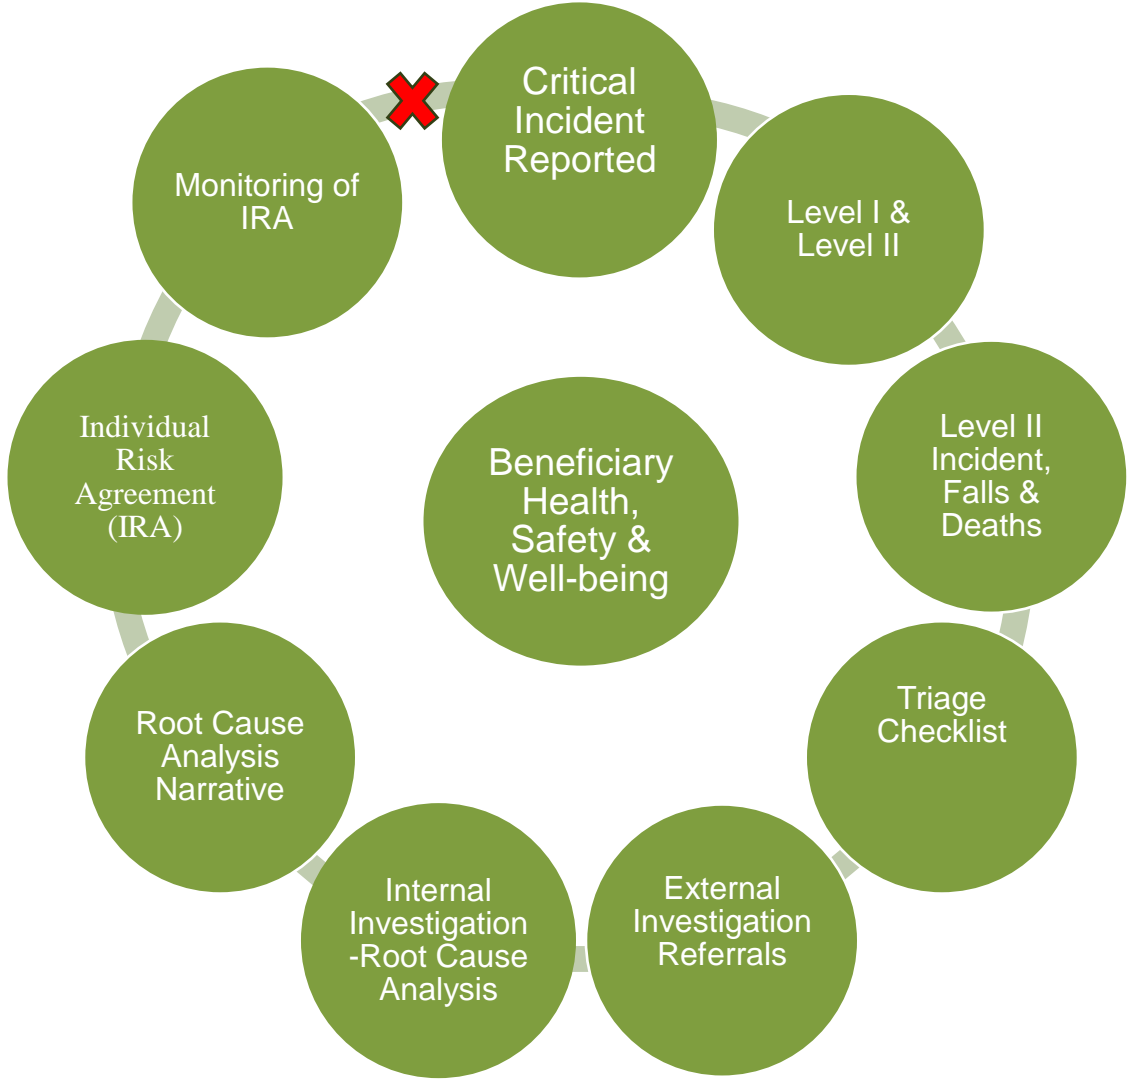 Critical
Incident
Reported
Level I &
Level II
Level II
Incident,
Falls &
Deaths
Triage
Checklist
External
Investigation
Referrals
Internal
Investigation
-Root Cause
Analysis
Root Cause
Analysis
Narrative
Individual
Risk
Agreement
(IRA)
Monitoring of
IRA
Beneficiary
Health,
Safety &
Well-being